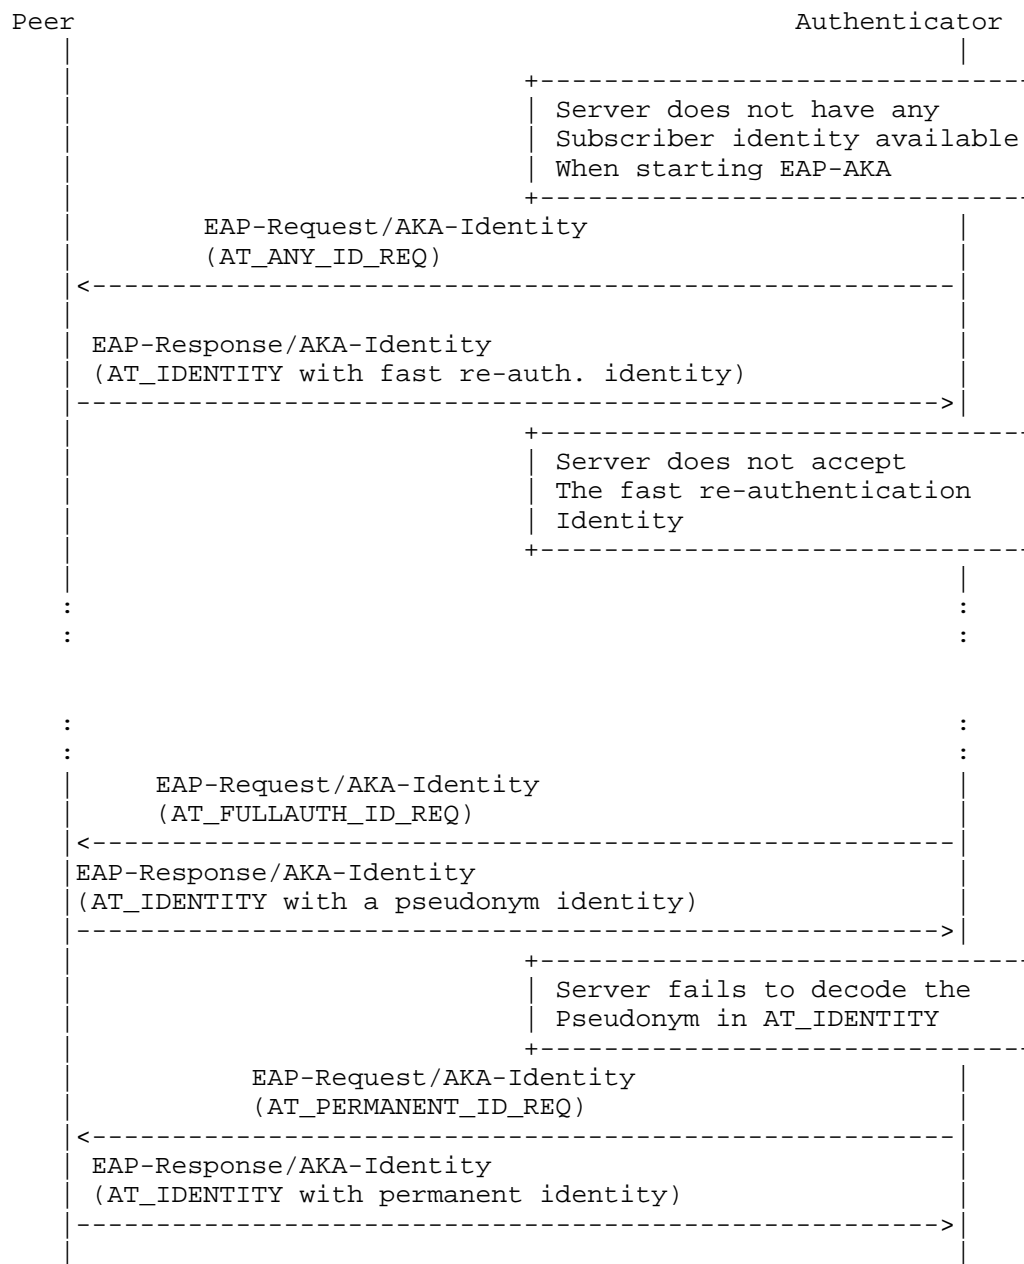 Peer Authenticator
Server does not have any
Subscriber identity available
When starting EAP-AKA
EAP-Request/AKA-Identity
(AT_ANY_ID_REQ)
EAP-Response/AKA-Identity
(AT_IDENTITY with fast re-auth. identity)
Server does not accept
The fast re-authentication
Identity
: :
: :
: :
: :
EAP-Request/AKA-Identity
(AT_FULLAUTH_ID_REQ)
EAP-Response/AKA-Identity
(AT_IDENTITY with a pseudonym identity)
Server fails to decode the
Pseudonym in AT_IDENTITY
EAP-Request/AKA-Identity
(AT_PERMANENT_ID_REQ)
EAP-Response/AKA-Identity
(AT_IDENTITY with permanent identity)